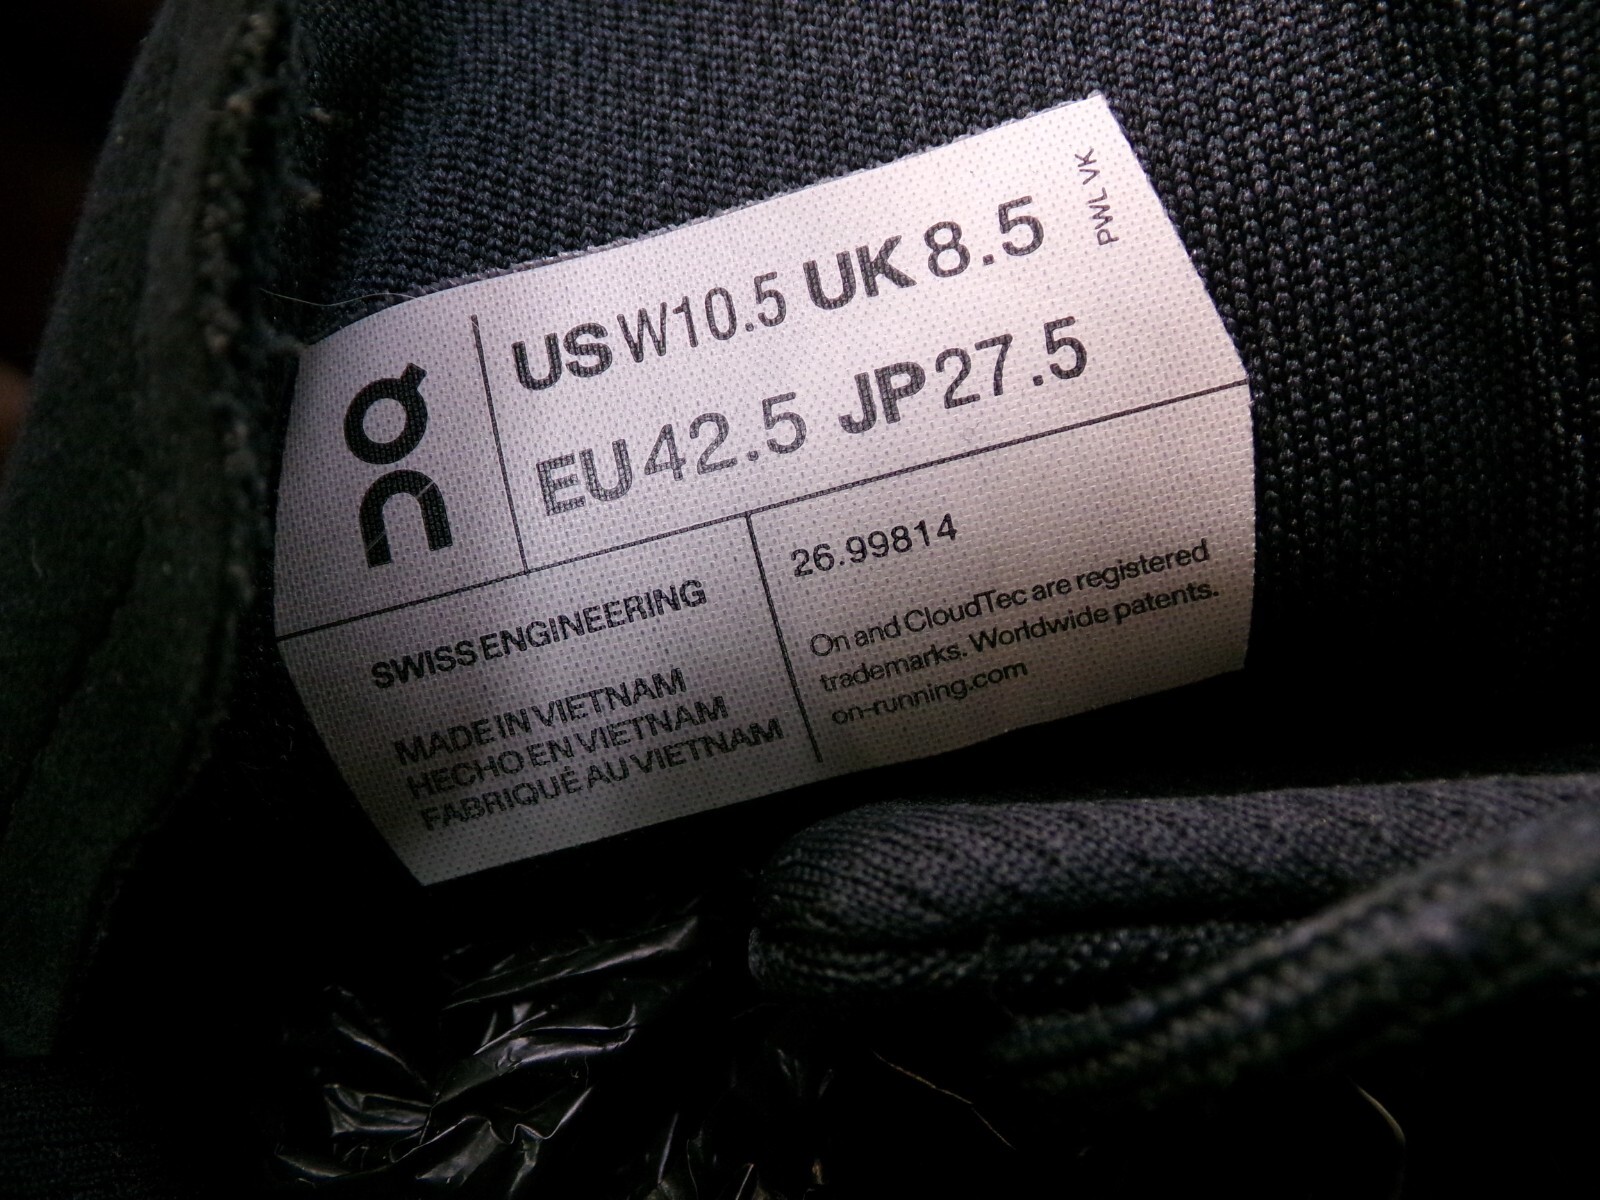 On
US W10.5 UK 8.5
EU 42.5 JP 27.5
PWL VK
SWISS ENGINEERING
MADE IN VIETNAM
HECHO EN VIETNAM
FABRIQUÉ AU VIETNAM
26.99814
On and CloudTec are registered
trademarks. Worldwide patents.
on-running.com